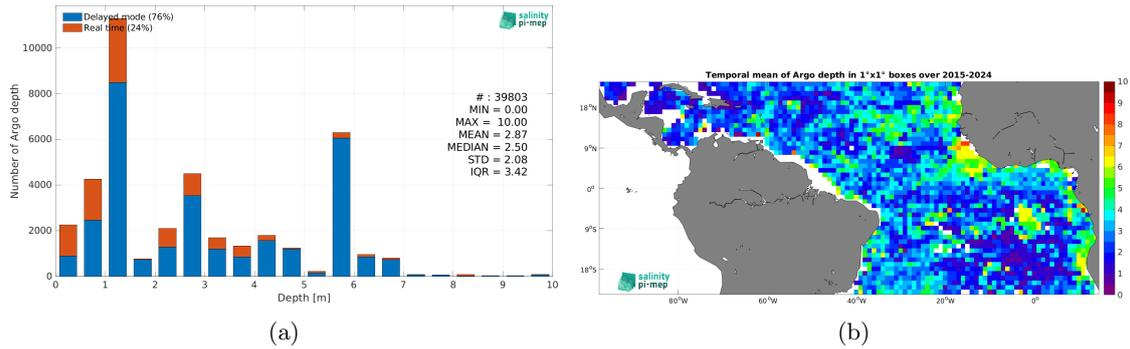 Delayed mode (76%)
Real time (24%)
salinity
pi-mep
Number of Argo depth
10000
8000
6000
4000
2000
0
# : 39803
MIN = 0.00
MAX = 10.00
MEAN = 2.87
MEDIAN = 2.50
STD = 2.08
IQR = 3.42
0 1 2 3 4 5 6 7 8 9 10
Depth [m]
(a)
Temporal mean of Argo depth in 1°x1° boxes over 2015-2024
18°N
9°N
0°
9°S
18°S
80°W 60°W 40°W 20°W 0°
salinity
pi-mep
10
9
8
7
6
5
4
3
2
1
0
(b)